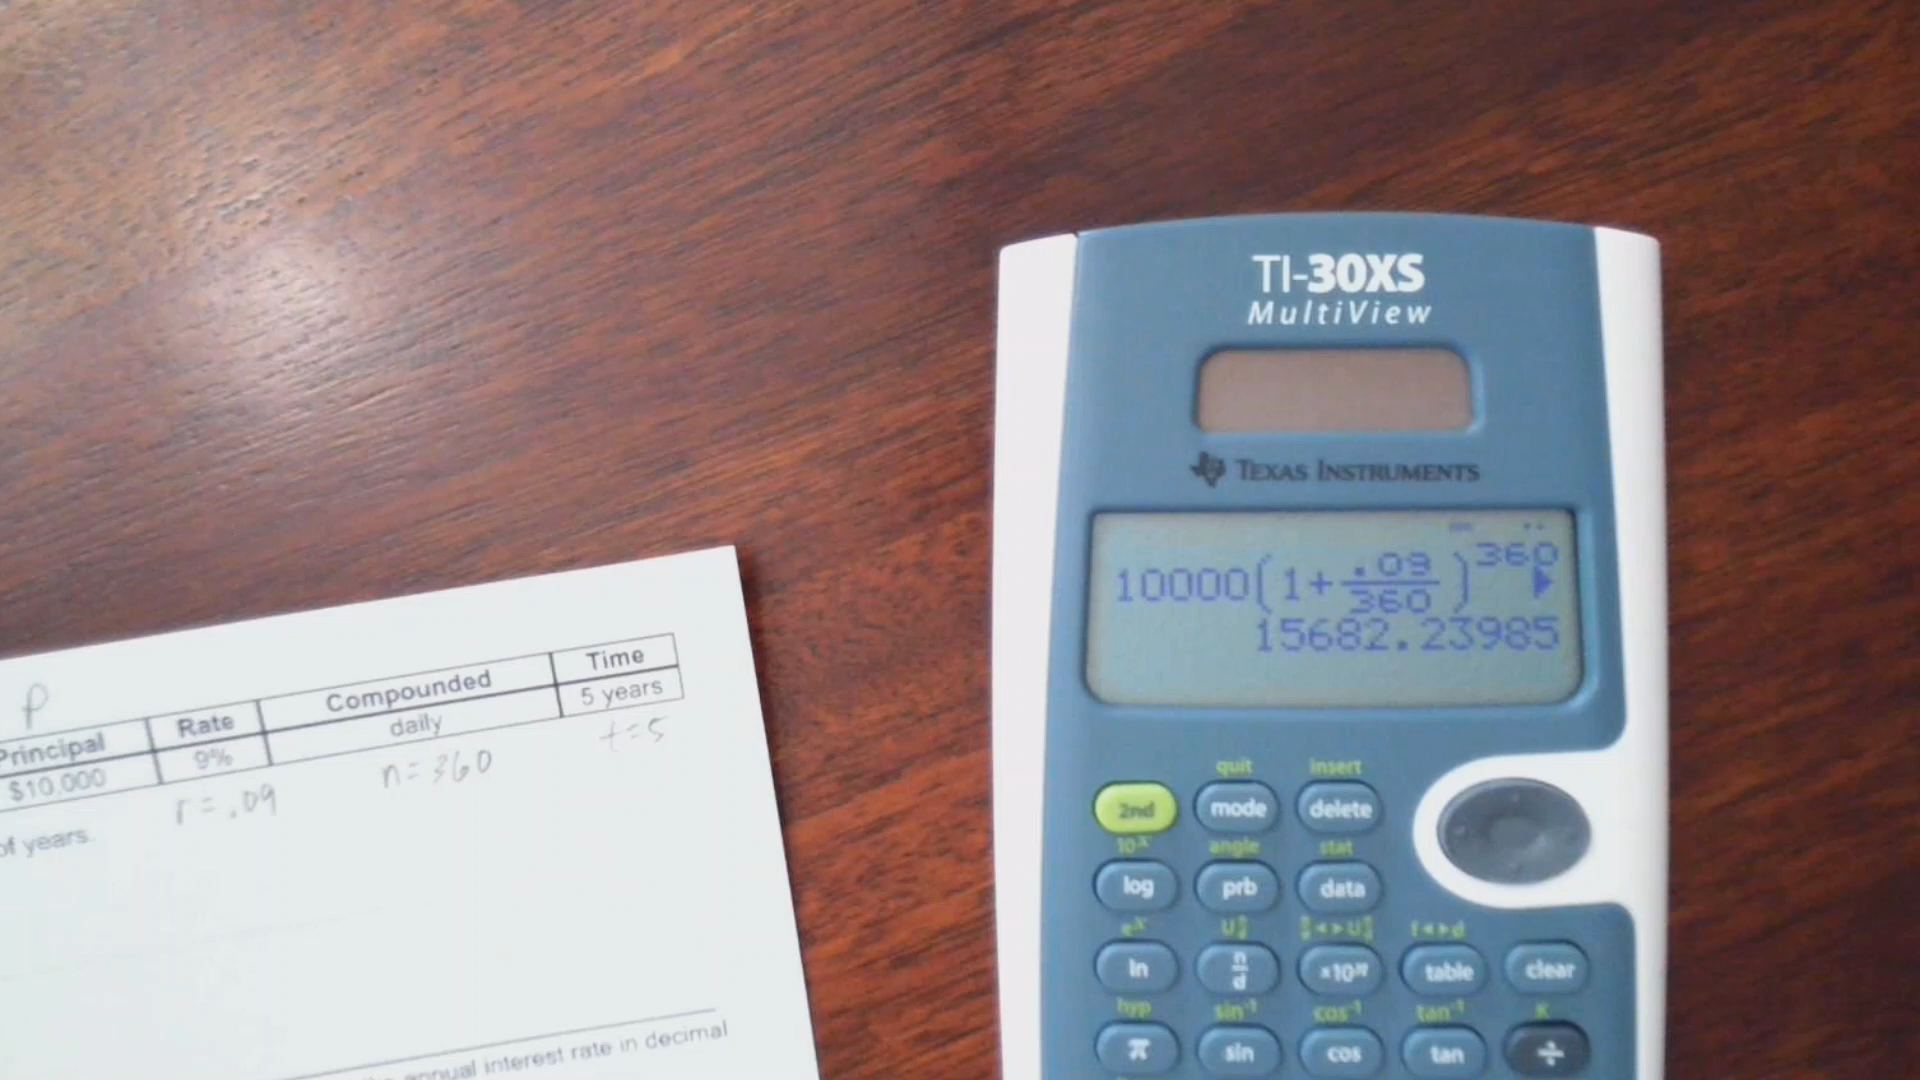 P
Principal Rate Compounded Time
$10,000 9% daily 5 years
r = .09 n = 360 t = 5
of years.
annual interest rate in decimal
TI-30XS
MultiView
TEXAS INSTRUMENTS
10000(1+.09/360)^360▶
15682.23985
quit insert
2nd mode delete
10ˣ angle stat
log prb data
eˣ f◄►d
ln n/d ×10ⁿ table clear
hyp sin⁻¹ cos⁻¹ tan⁻¹ K
π sin cos tan ÷